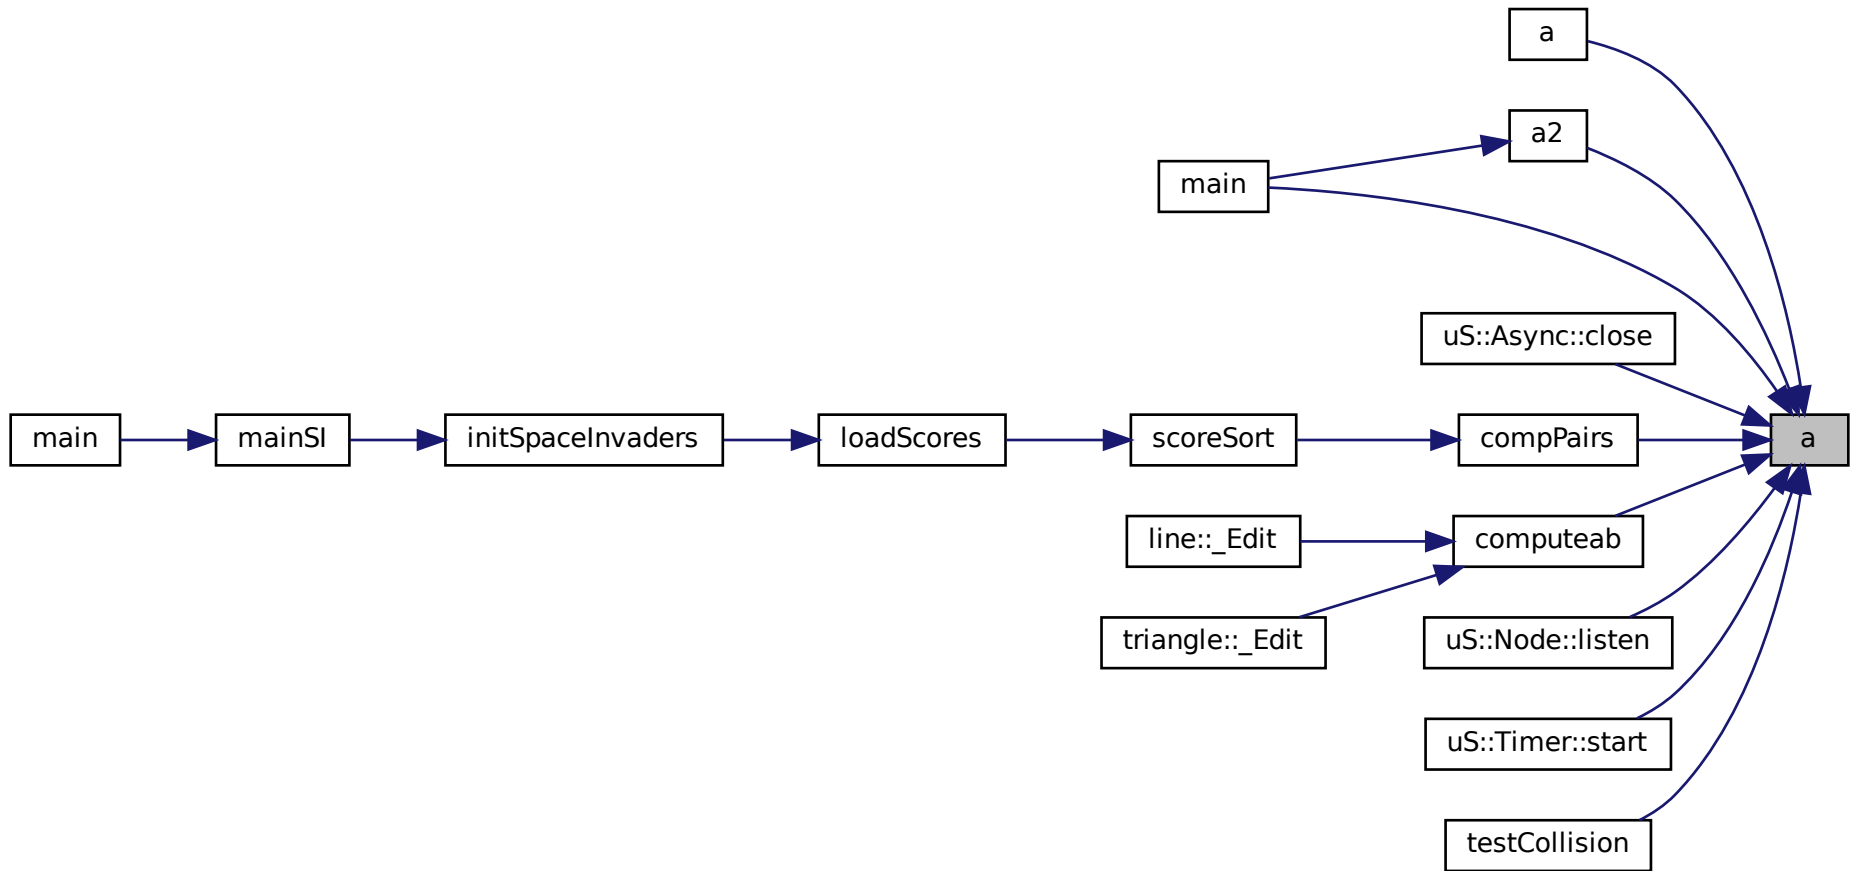 a
a2
main
uS::Async::close
main
mainSI
initSpaceInvaders
loadScores
scoreSort
compPairs
a
line::_Edit
computeab
triangle::_Edit
uS::Node::listen
uS::Timer::start
testCollision